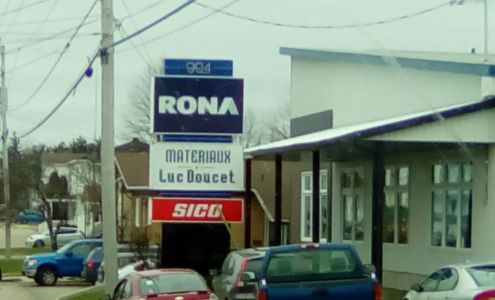 994
RONA
MATERIAUX
Luc Doucet
SICO